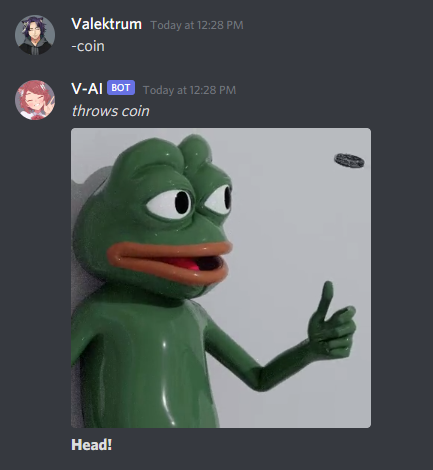 Valektrum Today at 12:28 PM
-coin
V-AI BOT Today at 12:28 PM
throws coin
Head!